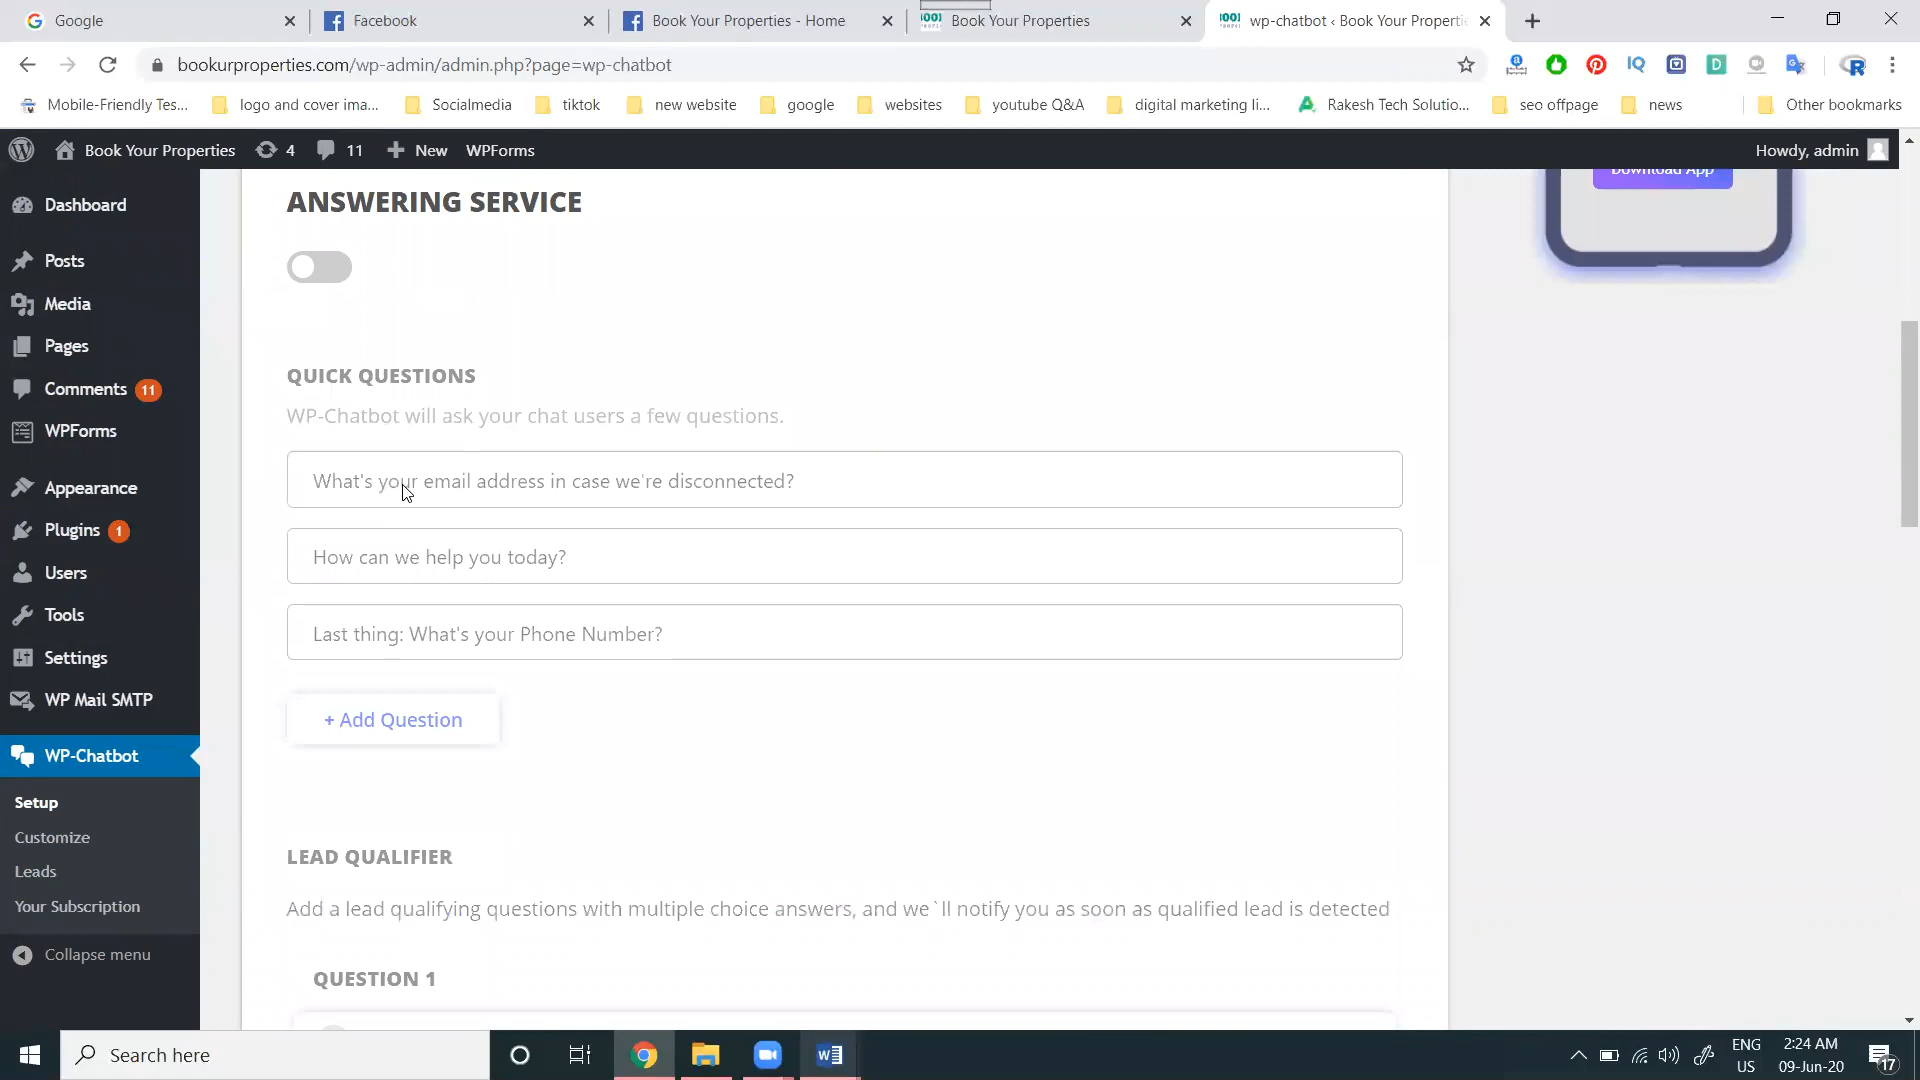 Google
Facebook
Book Your Properties - Home
Book Your Properties
wp-chatbot ‹ Book Your Properti
bookurproperties.com/wp-admin/admin.php?page=wp-chatbot
Mobile-Friendly Tes...
logo and cover ima...
Socialmedia
tiktok
new website
google
websites
youtube Q&A
digital marketing li...
Rakesh Tech Solutio...
seo offpage
news
Other bookmarks
Book Your Properties
4
11
New
WPForms
Howdy, admin
Dashboard
Posts
Media
Pages
Comments 11
WPForms
Appearance
Plugins 1
Users
Tools
Settings
WP Mail SMTP
WP-Chatbot
Setup
Customize
Leads
Your Subscription
Collapse menu
Download App
ANSWERING SERVICE
QUICK QUESTIONS
WP-Chatbot will ask your chat users a few questions.
What's your email address in case we're disconnected?
How can we help you today?
Last thing: What's your Phone Number?
+ Add Question
LEAD QUALIFIER
Add a lead qualifying questions with multiple choice answers, and we`ll notify you as soon as qualified lead is detected
QUESTION 1
Search here
ENG
US
2:24 AM
09-Jun-20
17